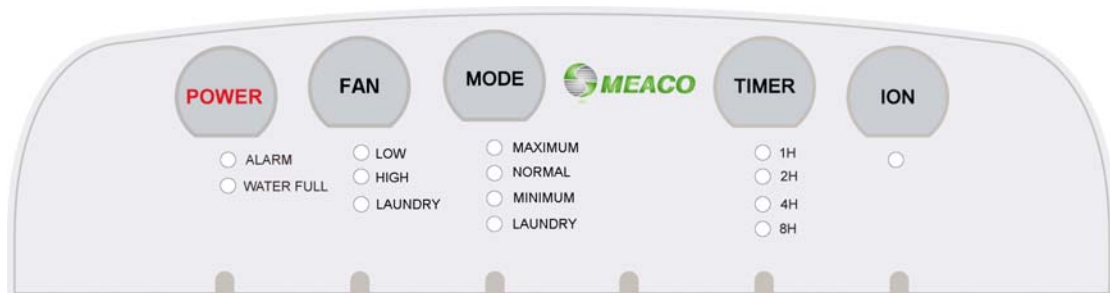 POWER
FAN
MODE
MEACO
TIMER
ION
ALARM
WATER FULL
LOW
HIGH
LAUNDRY
MAXIMUM
NORMAL
MINIMUM
LAUNDRY
1H
2H
4H
8H